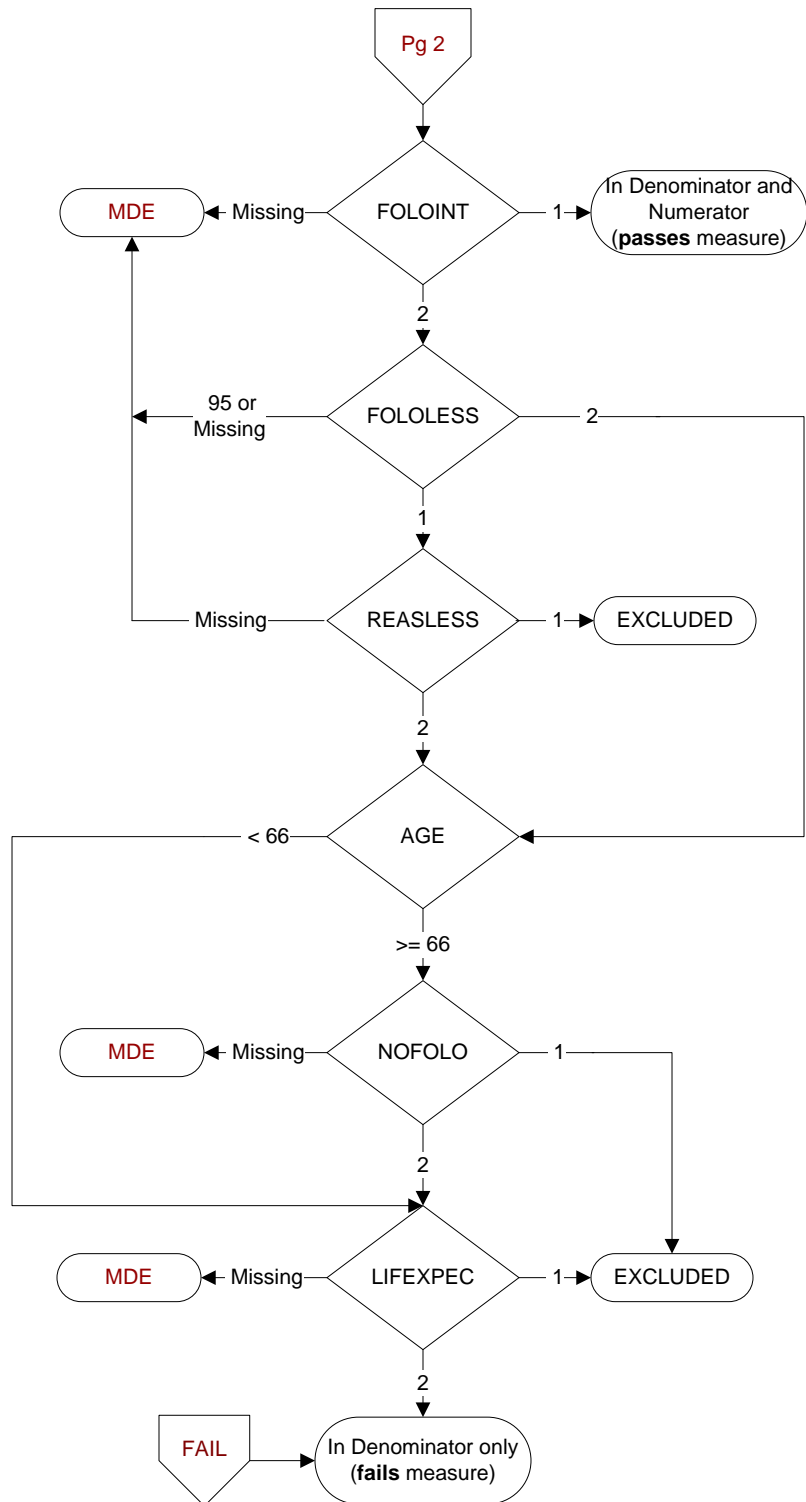 Pg 2
MDE
Missing
FOLOINT
1
In Denominator and
Numerator
(passes measure)
2
95 or
Missing
FOLOLESS
2
1
Missing
REASLESS
1
EXCLUDED
2
< 66
AGE
>= 66
MDE
Missing
NOFOLO
1
2
MDE
Missing
LIFEXPEC
1
EXCLUDED
2
FAIL
In Denominator only
(fails measure)